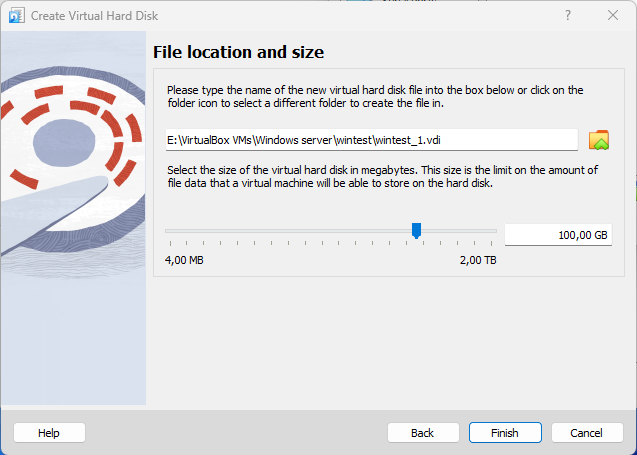 Create Virtual Hard Disk
?
File location and size
Please type the name of the new virtual hard disk file into the box below or click on the
folder icon to select a different folder to create the file in.
E:\VirtualBox VMs\Windows server\wintest\wintest_1.vdi
Select the size of the virtual hard disk in megabytes. This size is the limit on the amount of
file data that a virtual machine will be able to store on the hard disk.
100,00 GB
4,00 MB 2,00 TB
Help Back Finish Cancel